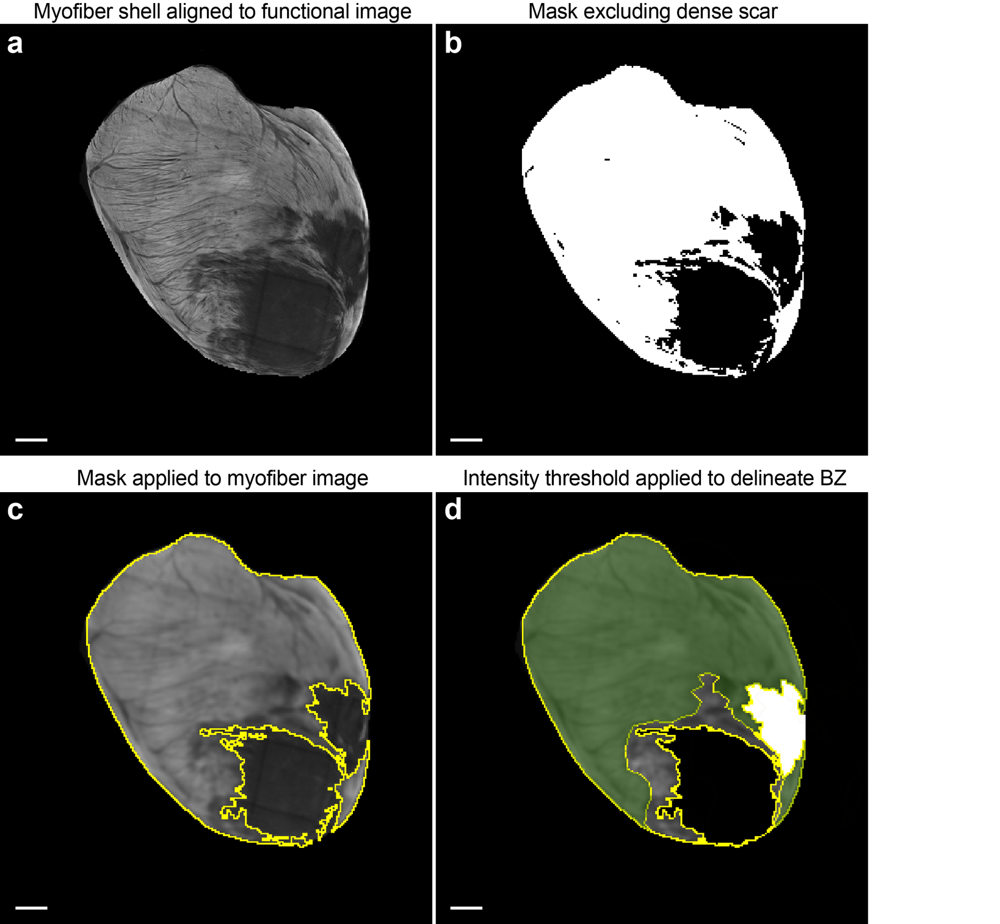 Myofiber shell aligned to functional image
Mask excluding dense scar
a
b
Mask applied to myofiber image
Intensity threshold applied to delineate BZ
c
d